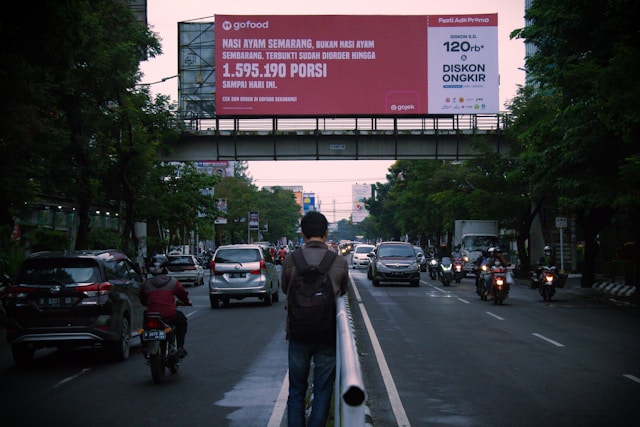 gofood
NASI AYAM SEMARANG, BUKAN NASI AYAM
SEMBARANG. TERBUKTI SUDAH DIORDER HINGGA
1.595.190 PORSI
SAMPAI HARI INI.
CEK DAN ORDER DI GOFOOD SEKARANG!
gojek
Pasti Ada Promo
DISKON S.D.
120rb*
&
DISKON
ONGKIR